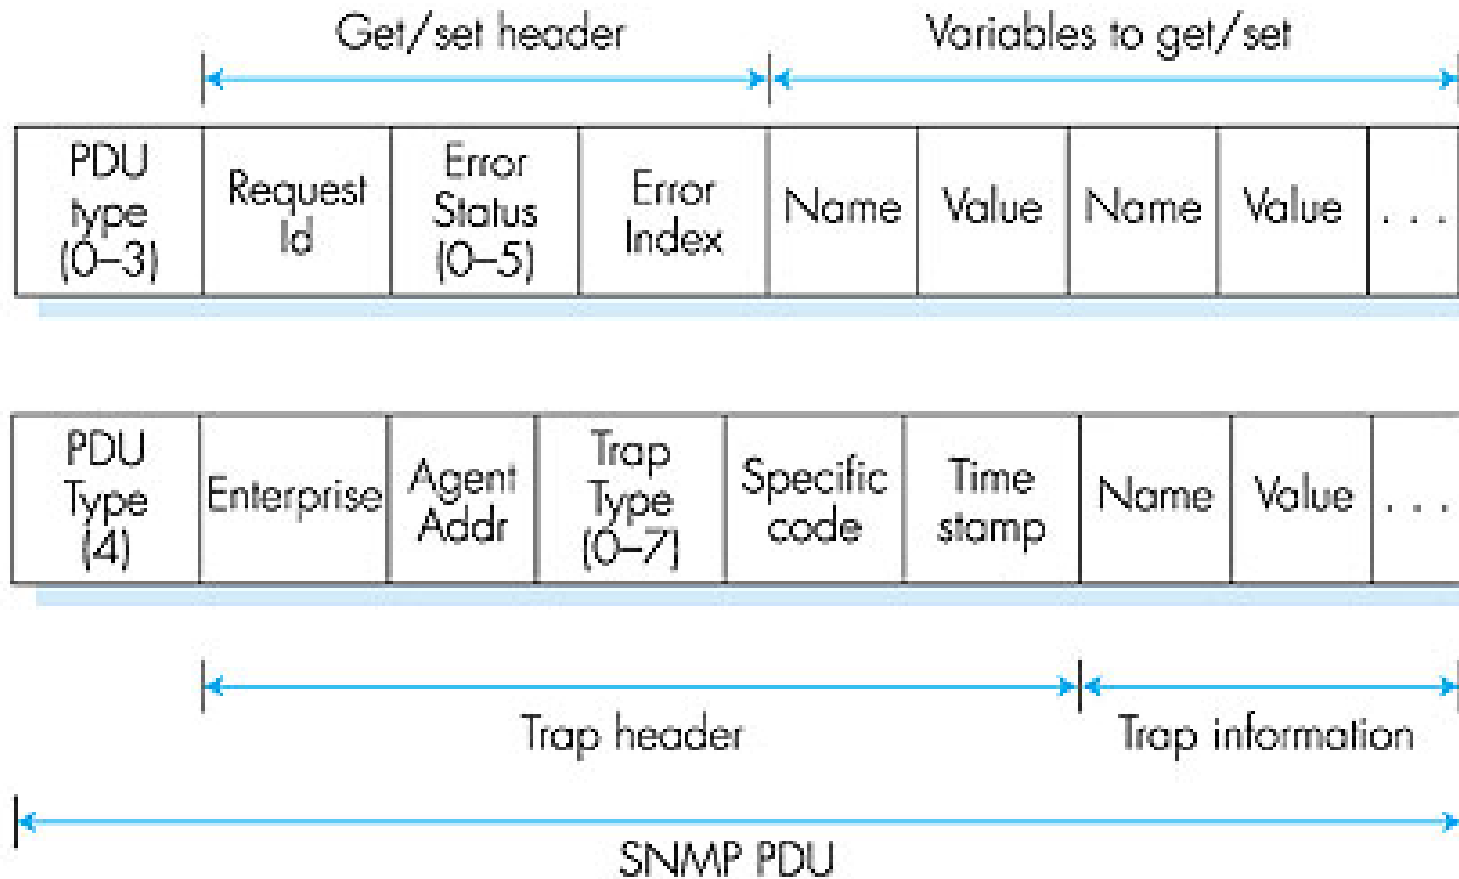 Get/set header
Variables to get/set
PDU
type
(0–3)
Request
Id
Error
Status
(0–5)
Error
Index
Name
Value
Name
Value
. . .
PDU
Type
(4)
Enterprise
Agent
Addr
Trap
Type
(0–7)
Specific
code
Time
stamp
Name
Value
. . .
Trap header
Trap information
SNMP PDU